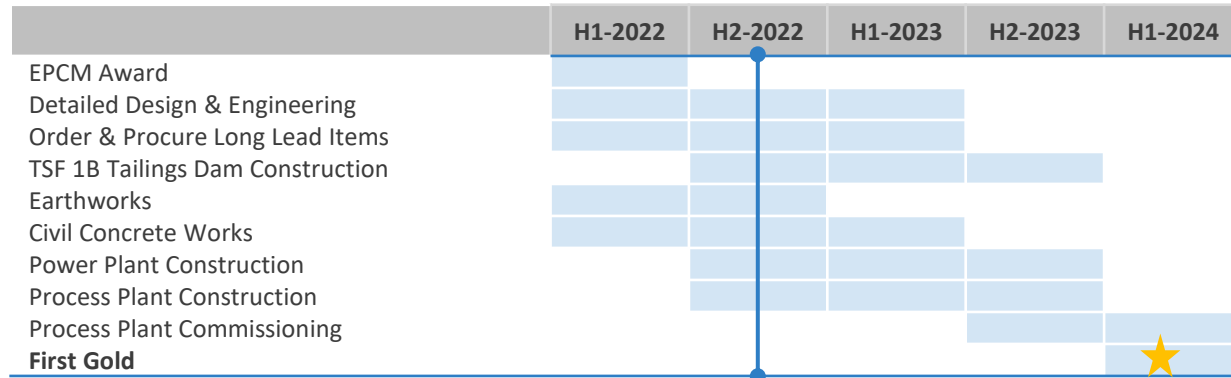 H1-2022 H2-2022 H1-2023 H2-2023 H1-2024
EPCM Award
Detailed Design & Engineering
Order & Procure Long Lead Items
TSF 1B Tailings Dam Construction
Earthworks
Civil Concrete Works
Power Plant Construction
Process Plant Construction
Process Plant Commissioning
First Gold